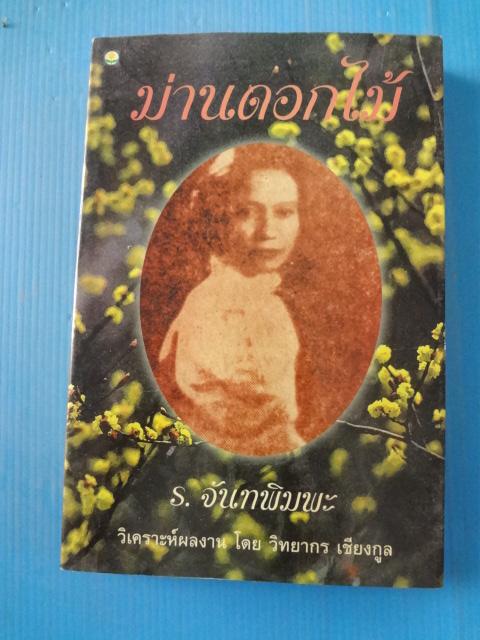 ม่านดอกไม้
ร. จันทพิมพะ
วิเคราะห์ผลงาน โดย วิทยากร เชียงกูล